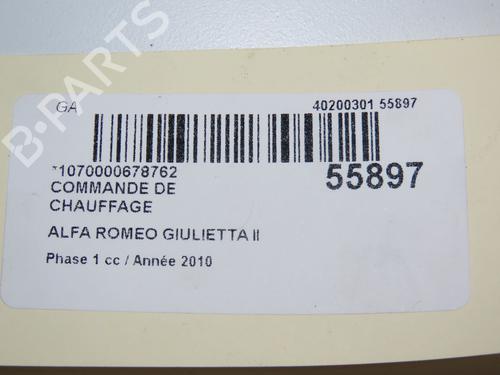 B-PARTS
GA 40200301 55897
*1070000678762
55897
COMMANDE DE
CHAUFFAGE
ALFA ROMEO GIULIETTA II
Phase 1 cc / Année 2010